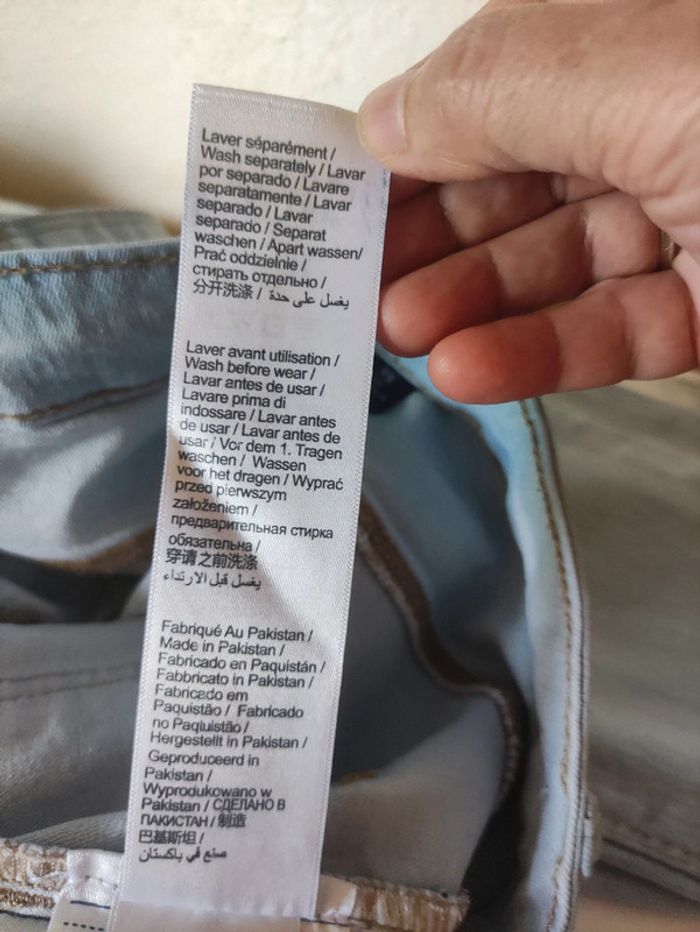 Laver séparément /
Wash separately / Lavar
por separado / Lavare
separatamente / Lavar
separado / Lavar
separado / Separat
waschen / Apart wassen/
Prać oddzielnie /
стирать отдельно /
分开洗涤 / يغسل على حدة
Laver avant utilisation /
Wash before wear /
Lavar antes de usar /
Lavare prima di
indossare / Lavar antes
de usar / Lavar antes de
usar / Vor dem 1. Tragen
waschen / Wassen
voor het dragen / Wyprać
przed pierwszym
założeniem /
предварительная стирка
обязательна /
穿请之前洗涤
يغسل قبل الارتداء
Fabriqué Au Pakistan /
Made in Pakistan /
Fabricado en Paquistán /
Fabbricato in Pakistan /
Fabricado em
Paquistão / Fabricado
no Paquistão /
Hergestellt in Pakistan /
Geproduceerd in
Pakistan /
Wyprodukowano w
Pakistan / СДЕЛАНО В
ПАКИСТАН / 制造
巴基斯坦 /
صنع في باكستان